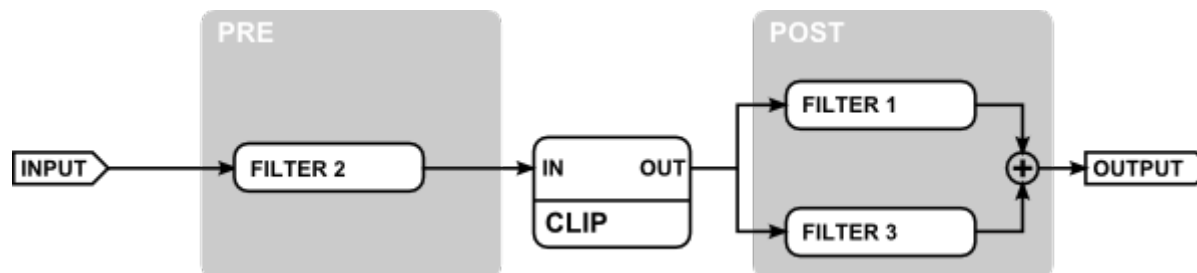 PRE
POST
FILTER 1
INPUT
FILTER 2
IN
OUT
CLIP
OUTPUT
FILTER 3